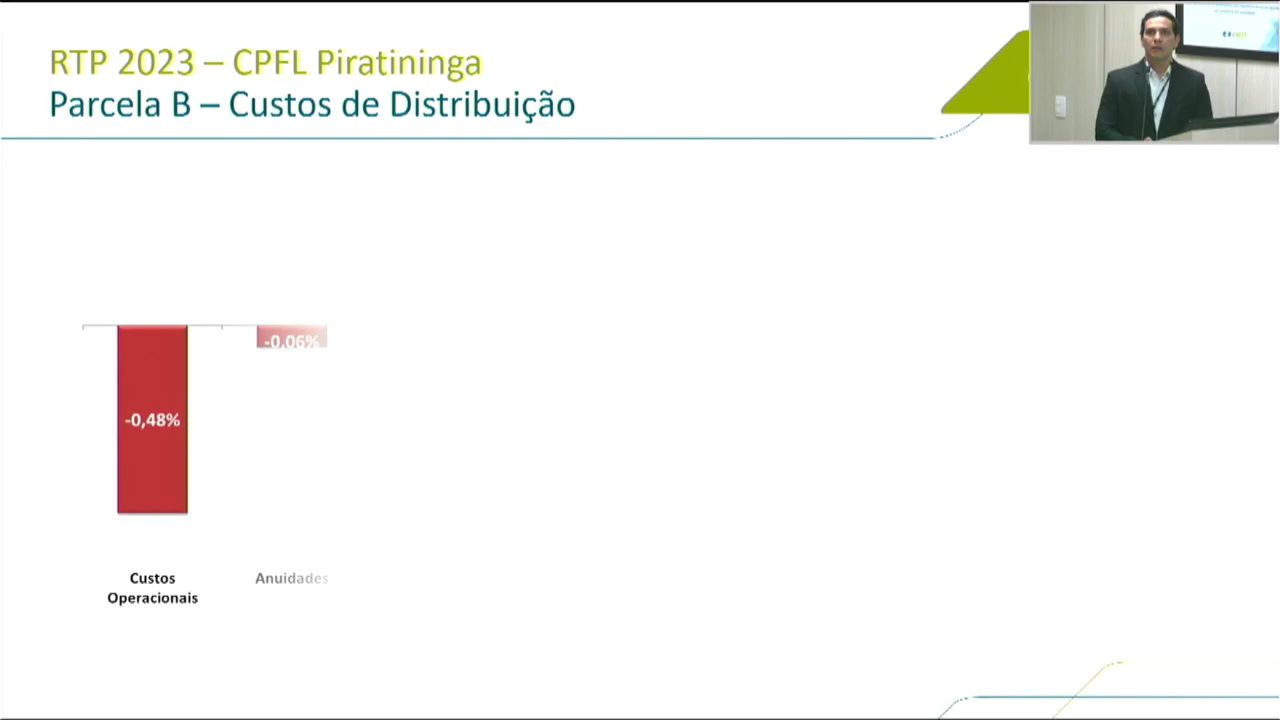 RTP 2023 – CPFL Piratininga
Parcela B – Custos de Distribuição
-0,06%
-0,48%
Custos
Operacionais
Anuidades